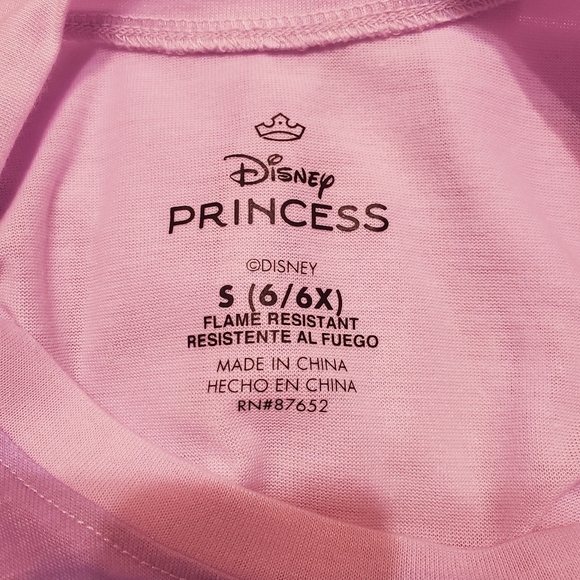 Disney
PRINCESS
©DISNEY
S (6/6X)
FLAME RESISTANT
RESISTENTE AL FUEGO
MADE IN CHINA
HECHO EN CHINA
RN#87652